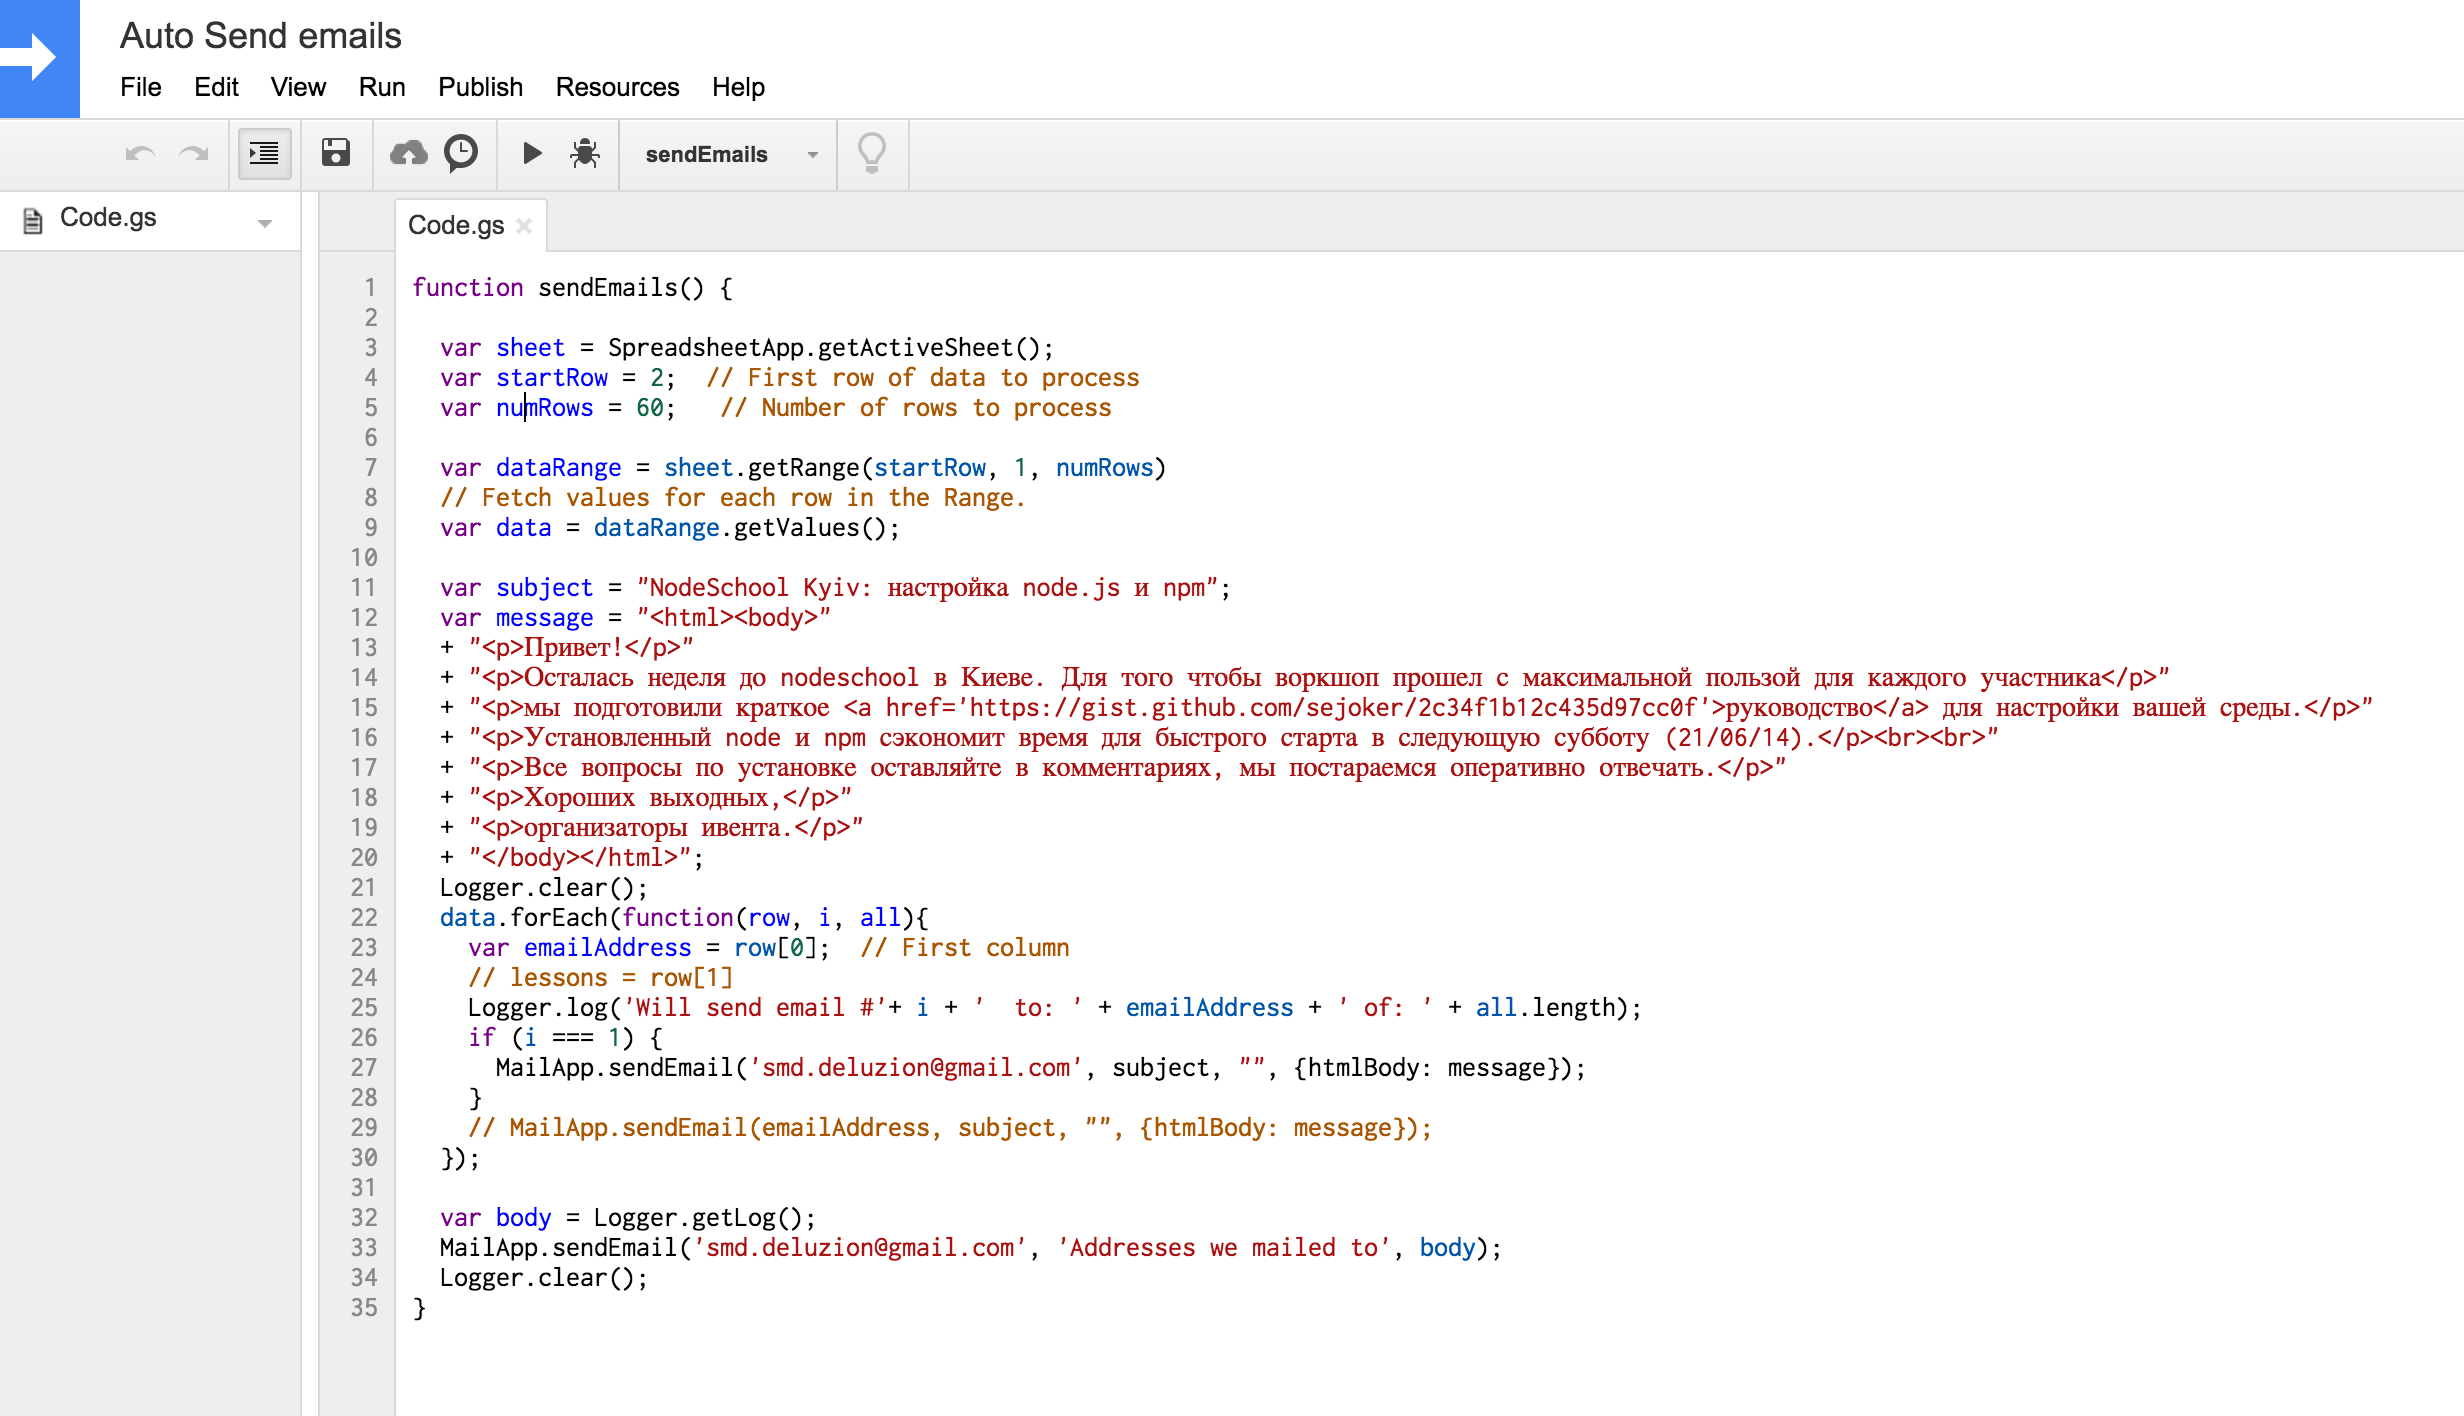 Auto Send emails
File Edit View Run Publish Resources Help
sendEmails
Code.gs
Code.gs
1 function sendEmails() {
2
3   var sheet = SpreadsheetApp.getActiveSheet();
4   var startRow = 2;  // First row of data to process
5   var numRows = 60;   // Number of rows to process
6
7   var dataRange = sheet.getRange(startRow, 1, numRows)
8   // Fetch values for each row in the Range.
9   var data = dataRange.getValues();
10
11   var subject = "NodeSchool Kyiv: настройка node.js и npm";
12   var message = "<html><body>"
13   + "<p>Привет!</p>"
14   + "<p>Осталась неделя до nodeschool в Киеве. Для того чтобы воркшоп прошел с максимальной пользой для каждого участника</p>"
15   + "<p>мы подготовили краткое <a href='https://gist.github.com/sejoker/2c34f1b12c435d97cc0f'>руководство</a> для настройки вашей среды.</p>"
16   + "<p>Установленный node и npm сэкономит время для быстрого старта в следующую субботу (21/06/14).</p><br><br>"
17   + "<p>Все вопросы по установке оставляйте в комментариях, мы постараемся оперативно отвечать.</p>"
18   + "<p>Хороших выходных,</p>"
19   + "<p>организаторы ивента.</p>"
20   + "</body></html>";
21   Logger.clear();
22   data.forEach(function(row, i, all){
23     var emailAddress = row[0];  // First column
24     // lessons = row[1]
25     Logger.log('Will send email #'+ i + '  to: ' + emailAddress + ' of: ' + all.length);
26     if (i === 1) {
27       MailApp.sendEmail('smd.deluzion@gmail.com', subject, "", {htmlBody: message});
28     }
29     // MailApp.sendEmail(emailAddress, subject, "", {htmlBody: message});
30   });
31
32   var body = Logger.getLog();
33   MailApp.sendEmail('smd.deluzion@gmail.com', 'Addresses we mailed to', body);
34   Logger.clear();
35 }